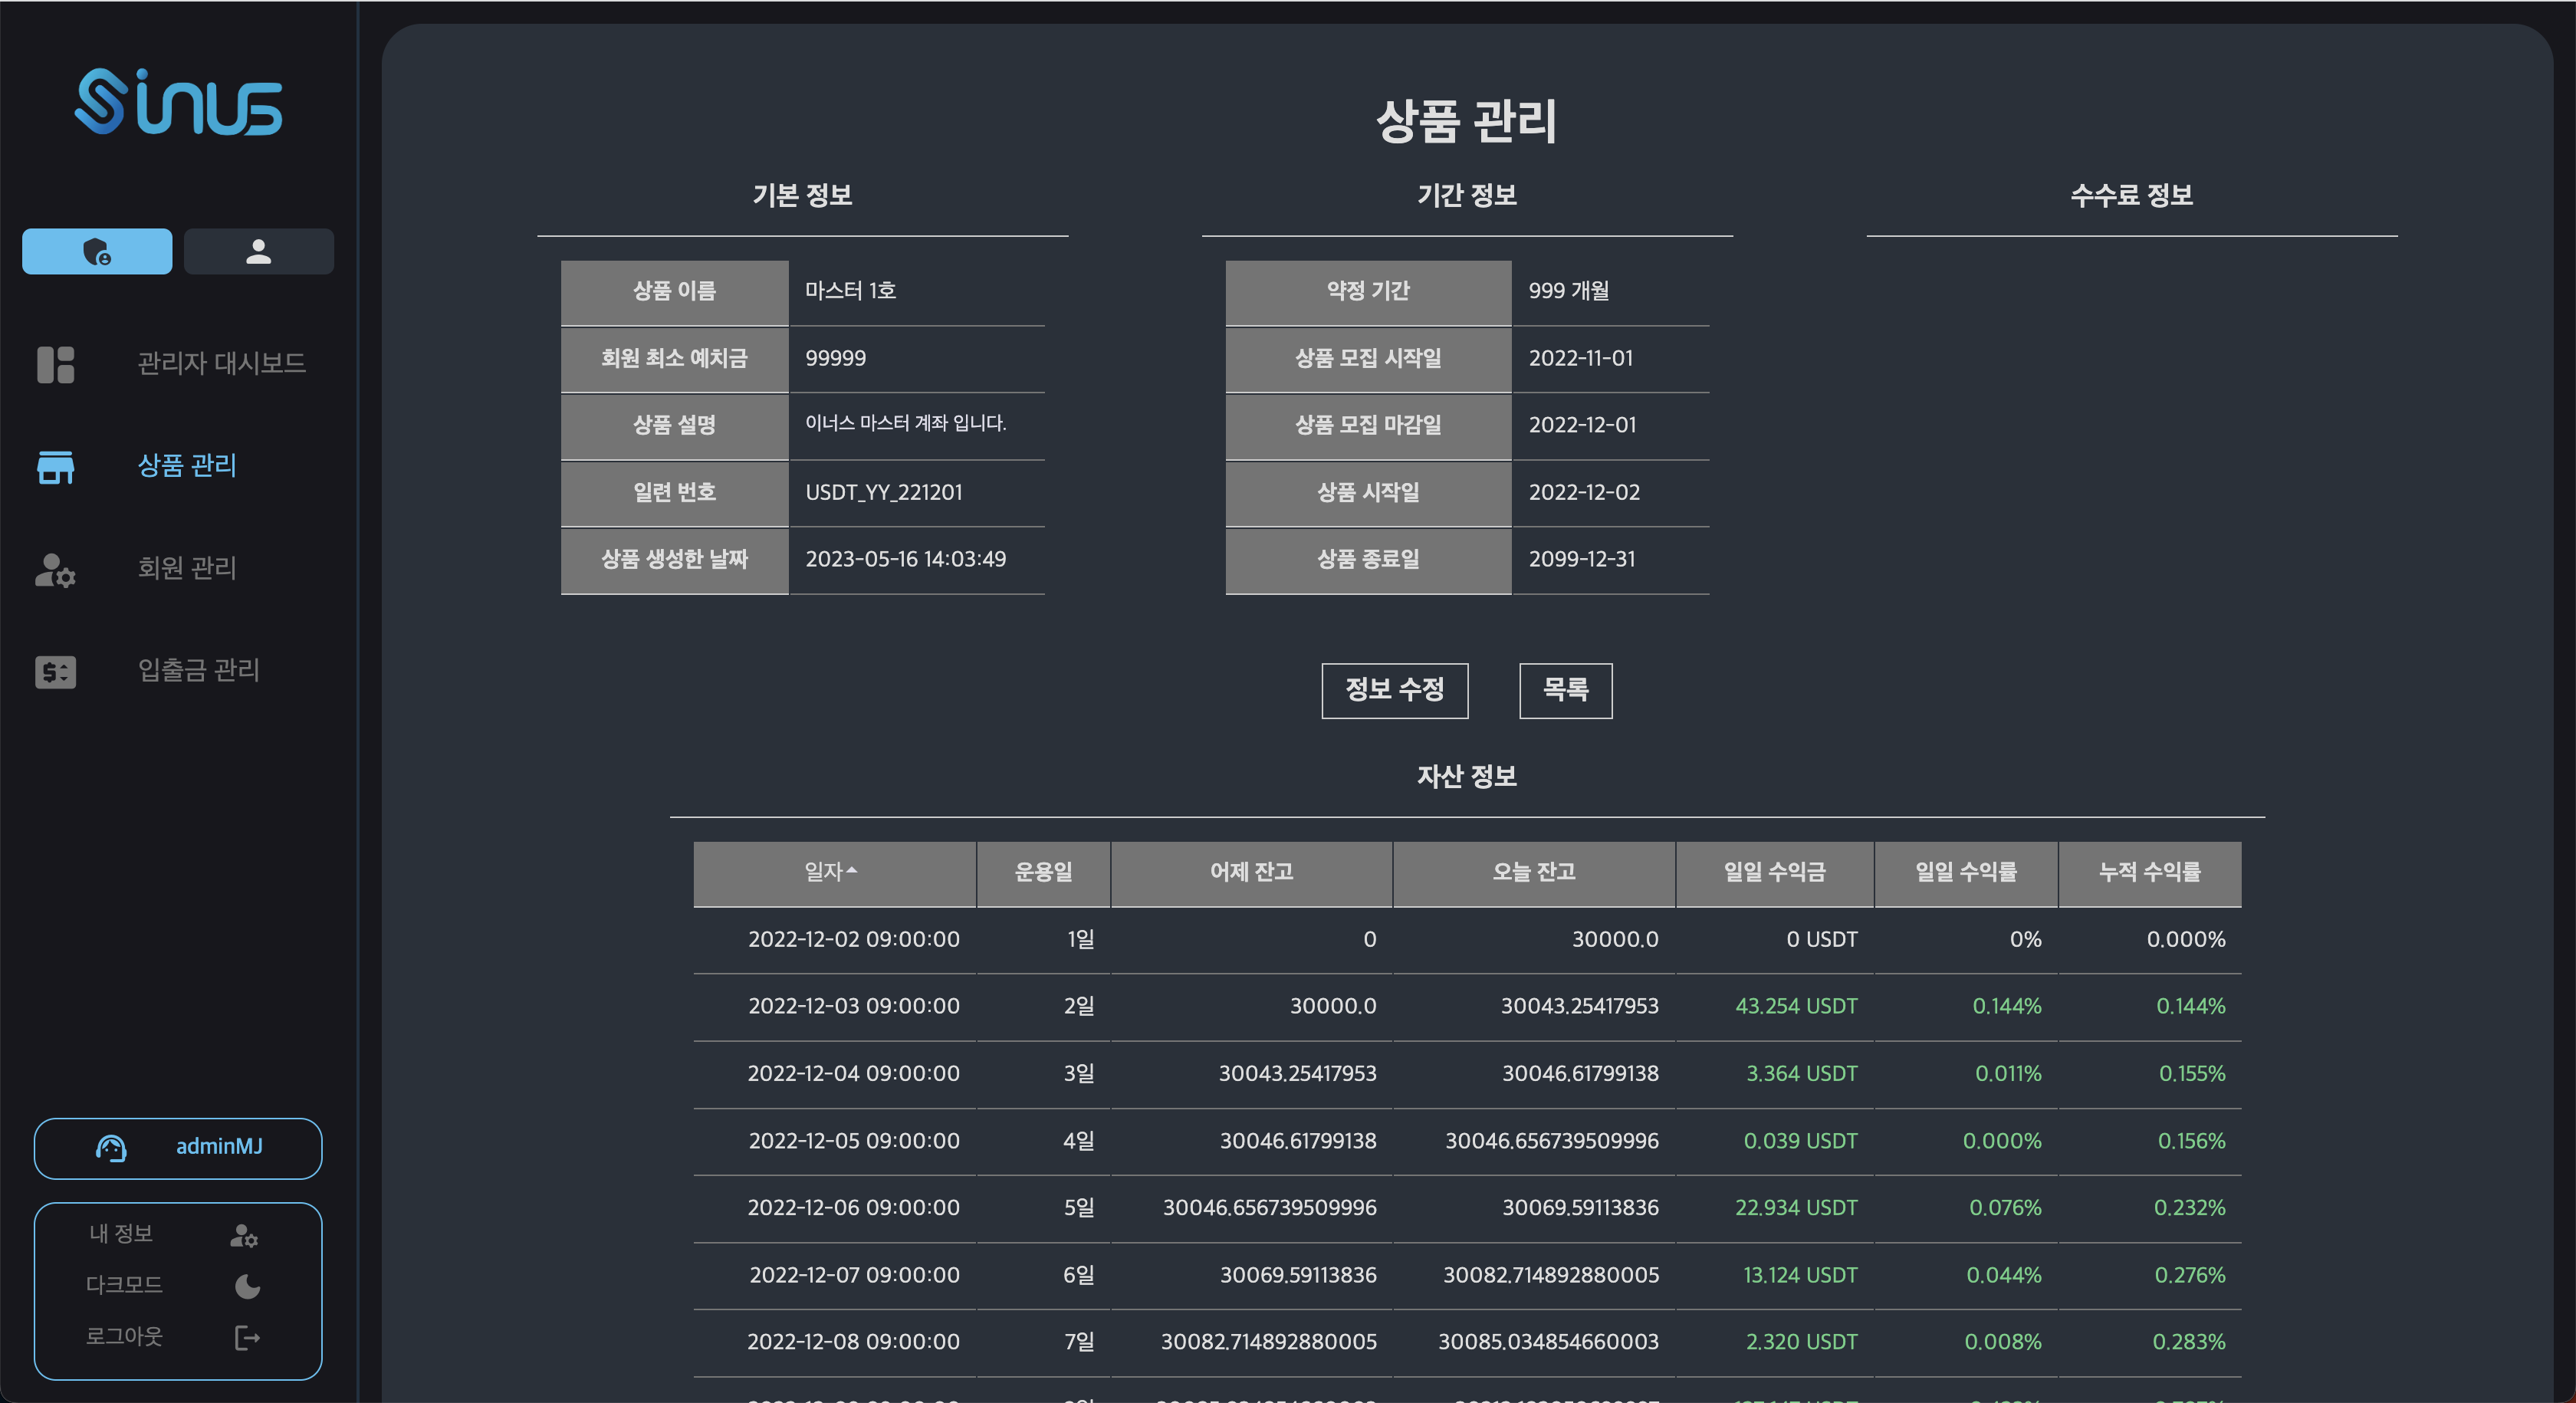 Sinus
관리자 대시보드
상품 관리
회원 관리
입출금 관리
adminMJ
내 정보
다크모드
로그아웃
상품 관리
기본 정보
상품 이름 마스터 1호
회원 최소 예치금 99999
상품 설명 이너스 마스터 계좌 입니다.
일련 번호 USDT_YY_221201
상품 생성한 날짜 2023-05-16 14:03:49
기간 정보
약정 기간 999 개월
상품 모집 시작일 2022-11-01
상품 모집 마감일 2022-12-01
상품 시작일 2022-12-02
상품 종료일 2099-12-31
수수료 정보
정보 수정 목록
자산 정보
일자 운용일 어제 잔고 오늘 잔고 일일 수익금 일일 수익률 누적 수익률
2022-12-02 09:00:00 1일 0 30000.0 0 USDT 0% 0.000%
2022-12-03 09:00:00 2일 30000.0 30043.25417953 43.254 USDT 0.144% 0.144%
2022-12-04 09:00:00 3일 30043.25417953 30046.61799138 3.364 USDT 0.011% 0.155%
2022-12-05 09:00:00 4일 30046.61799138 30046.656739509996 0.039 USDT 0.000% 0.156%
2022-12-06 09:00:00 5일 30046.656739509996 30069.59113836 22.934 USDT 0.076% 0.232%
2022-12-07 09:00:00 6일 30069.59113836 30082.714892880005 13.124 USDT 0.044% 0.276%
2022-12-08 09:00:00 7일 30082.714892880005 30085.034854660003 2.320 USDT 0.008% 0.283%